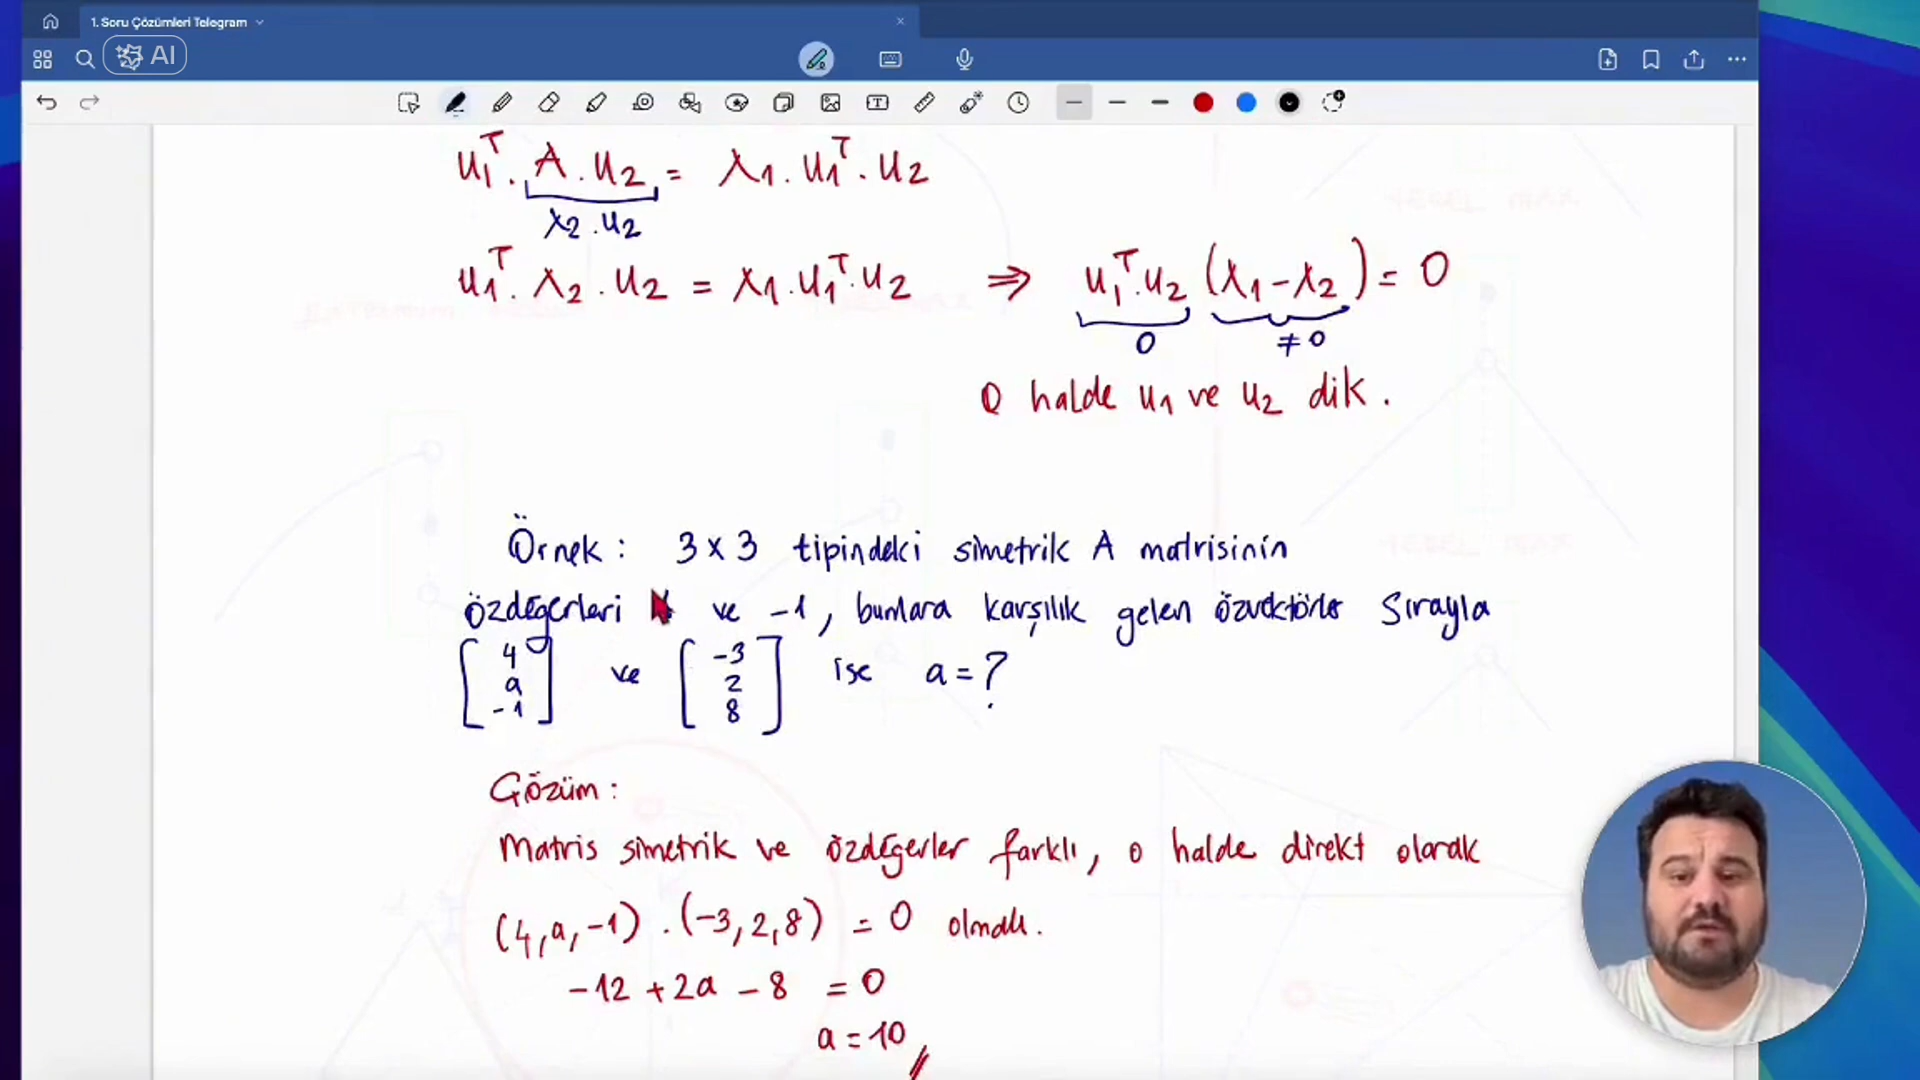 1. Soru Çözümleri Telegram
AI
u₁ᵀ . A . u₂ = λ₁ . u₁ᵀ . u₂
λ₂ . u₂
u₁ᵀ . λ₂ . u₂ = λ₁ . u₁ᵀ . u₂ ⇒ u₁ᵀ . u₂ (λ₁ - λ₂) = 0
0 ≠ 0
O halde u₁ ve u₂ dik .
Örnek : 3 x 3 tipindeki simetrik A matrisinin
özdeğerleri ve -1 , bunlara karşılık gelen özvektörler sırayla
[4 a -1] ve [-3 2 8] ise a = ?
Çözüm :
Matris simetrik ve özdeğerler farklı , o halde direkt olarak
(4, a, -1) . (-3, 2, 8) = 0 olmalı .
-12 + 2a - 8 = 0
a = 10 //